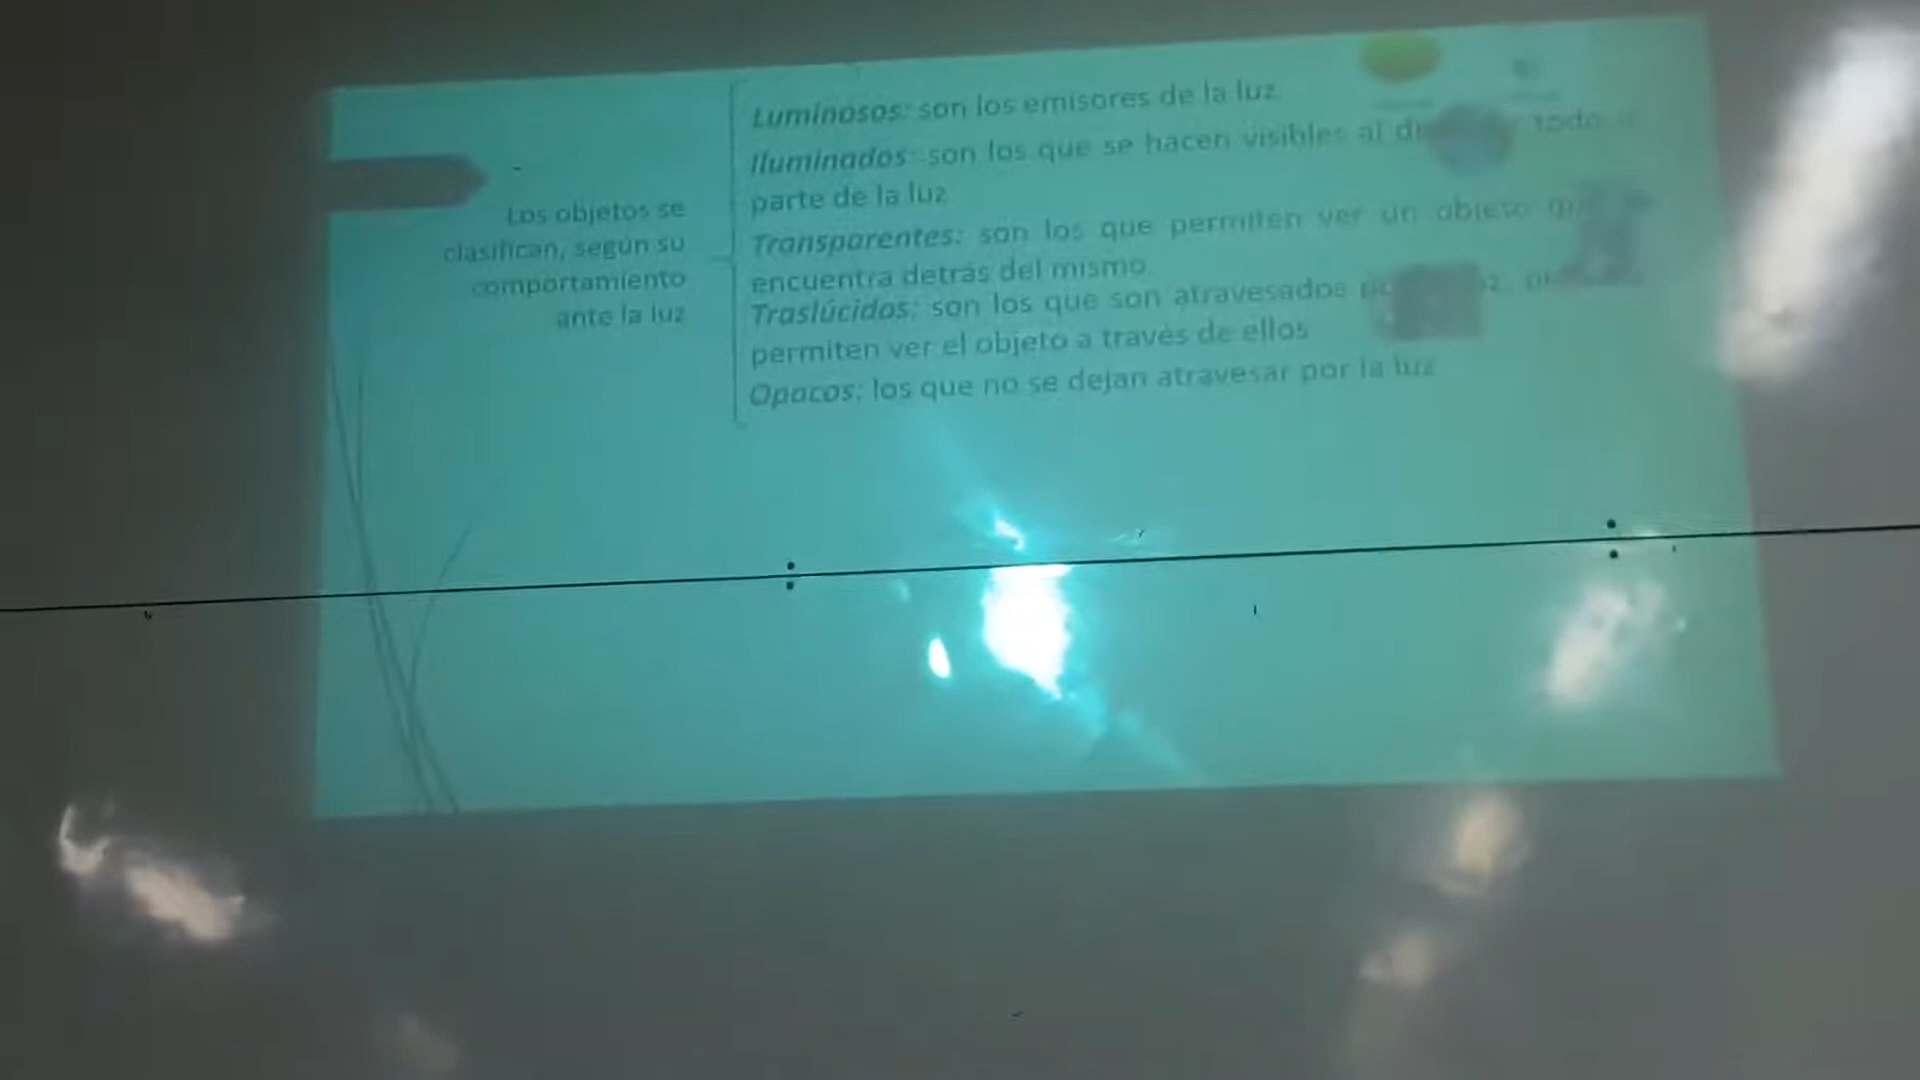 Los objetos se
clasifican, según su
comportamiento
ante la luz
Luminosos: son los emisores de la luz
Iluminados: son los que se hacen visibles al todo
parte de la luz
Transparentes: son los que permiten ver un objeto
encuentra detrás del mismo
Traslúcidos: son los que son atravesados
permiten ver el objeto a través de ellos
Opacos: los que no se dejan atravesar por la luz